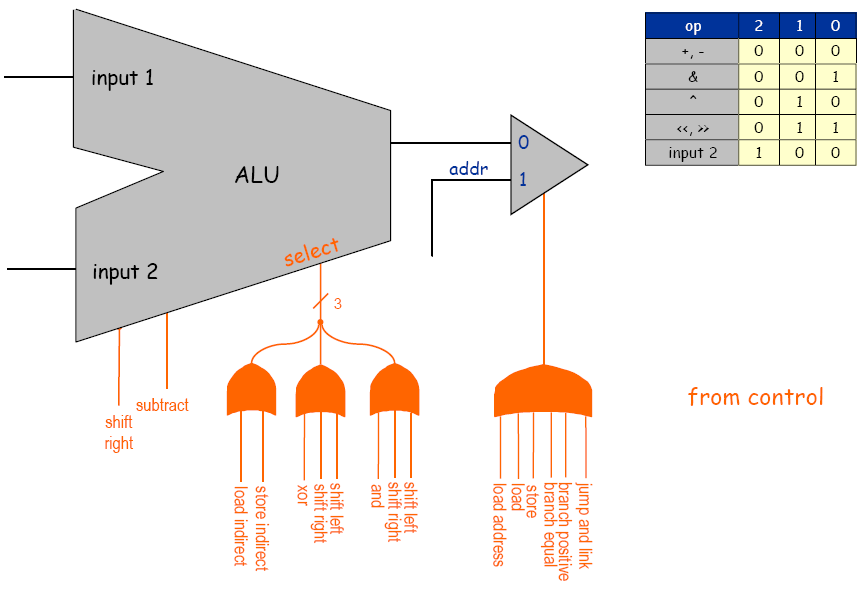 input 1
ALU
input 2
select
3
shift
right
subtract
load indirect
store indirect
xor
shift right
shift left
and
shift right
shift left
0
addr
1
load address
load
store
branch equal
branch positive
jump and link
from control
op 2 1 0
+, - 0 0 0
& 0 0 1
^ 0 1 0
<<, >> 0 1 1
input 2 1 0 0